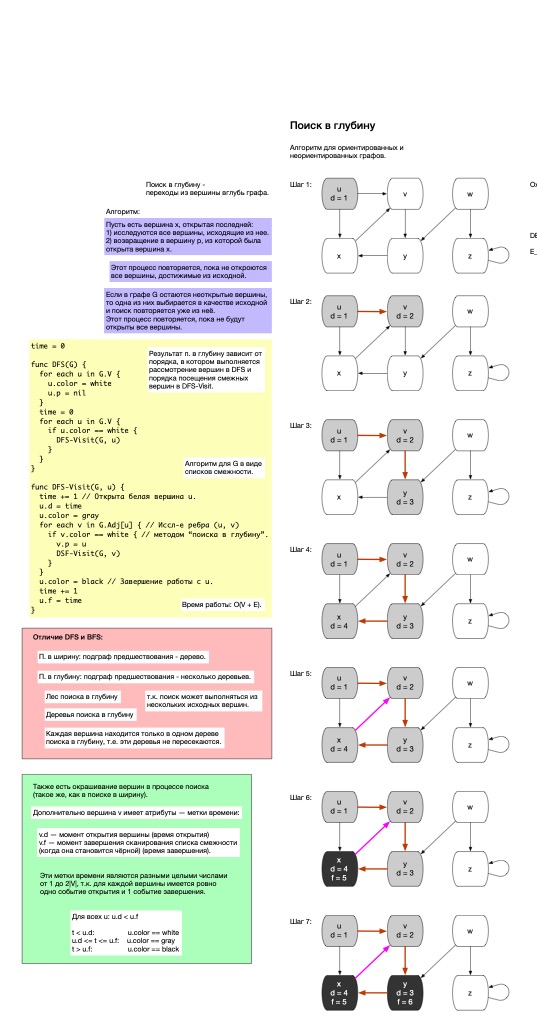 Поиск в глубину
Алгоритм для ориентированных и
неориентированных графов.
Поиск в глубину -
переходы из вершины вглубь графа.
Алгоритм:
Пусть есть вершина x, открытая последней:
1) исследуются все вершины, исходящие из нее.
2) возвращение в вершину p, из которой была
открыта вершина x.
Этот процесс повторяется, пока не откроются
все вершины, достижимые из исходной.
Если в графе G остаются неоткрытые вершины,
то одна из них выбирается в качестве исходной
и поиск повторяется уже из неё.
Этот процесс повторяется, пока не будут
открыты все вершины.
time = 0
func DFS(G) {
for each u in G.V {
u.color = white
u.p = nil
}
time = 0
for each u in G.V {
if u.color == white {
DFS-Visit(G, u)
}
}
}
Результат п. в глубину зависит от
порядка, в котором выполняется
рассмотрение вершин в DFS и
порядка посещения смежных
вершин в DFS-Visit.
Алгоритм для G в виде
списков смежности.
func DFS-Visit(G, u) {
time += 1 // Открыта белая вершина u.
u.d = time
u.color = gray
for each v in G.Adj[u] { // Иссл-е ребра (u, v)
if v.color == white { // методом “поиска в глубину”.
v.p = u
DSF-Visit(G, v)
}
}
u.color = black // Завершение работы с u.
time += 1
u.f = time
}
Время работы: O(V + E).
Отличие DFS и BFS:
П. в ширину: подграф предшествования - дерево.
П. в глубину: подграф предшествования - несколько деревьев.
Лес поиска в глубину
Деревья поиска в глубину
т.к. поиск может выполняться из
нескольких исходных вершин.
Каждая вершина находится только в одном дереве
поиска в глубину, т.е. эти деревья не пересекаются.
Также есть окрашивание вершин в процессе поиска
(такое же, как в поиске в ширину).
Дополнительно вершина v имеет атрибуты — метки времени:
v.d — момент открытия вершины (время открытия)
v.f — момент завершения сканирования списка смежности
(когда она становится чёрной) (время завершения).
Эти метки времени являются разными целыми числами
от 1 до 2|V|, т.к. для каждой вершины имеется ровно
одно событие открытия и 1 событие завершения.
Для всех u: u.d < u.f
t < u.d: u.color == white
u.d <= t <= u.f: u.color == gray
t > u.f: u.color == black
Шаг 1:
u
d = 1
v
w
x
y
z
Шаг 2:
u
d = 1
v
d = 2
w
x
y
z
Шаг 3:
u
d = 1
v
d = 2
w
x
y
d = 3
z
Шаг 4:
u
d = 1
v
d = 2
w
x
d = 4
y
d = 3
z
Шаг 5:
u
d = 1
v
d = 2
w
x
d = 4
y
d = 3
z
Шаг 6:
u
d = 1
v
d = 2
w
x
d = 4
f = 5
y
d = 3
z
Шаг 7:
u
d = 1
v
d = 2
w
x
d = 4
f = 5
y
d = 3
f = 6
z